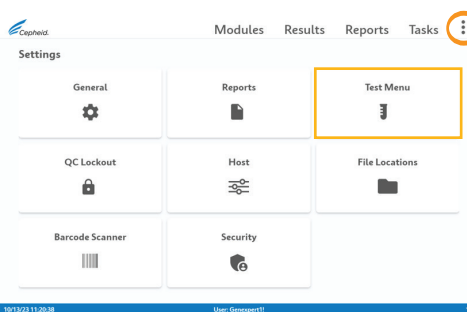 Cepheid.
Modules Results Reports Tasks
Settings
General Reports Test Menu
QC Lockout Host File Locations
Barcode Scanner Security
10/13/23 11:20:38 User: Genexpert1!